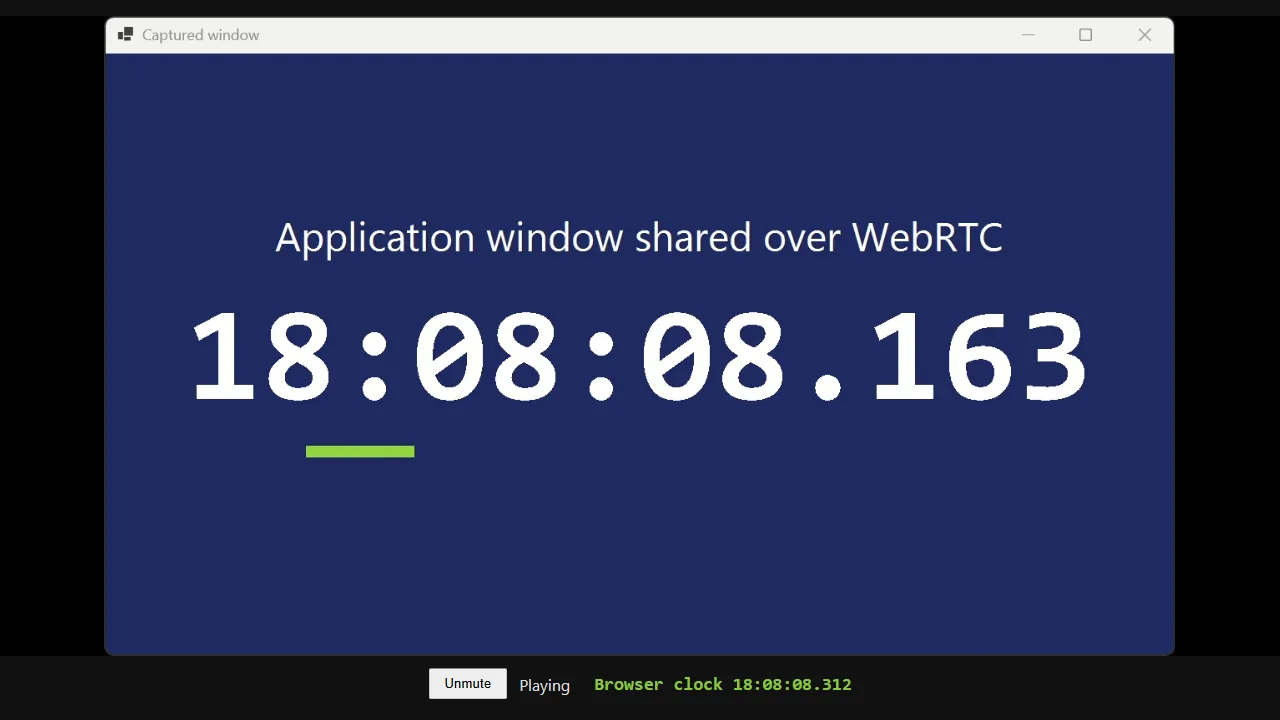 Captured window
Application window shared over WebRTC
18:08:08.163
Unmute Playing Browser clock 18:08:08.312